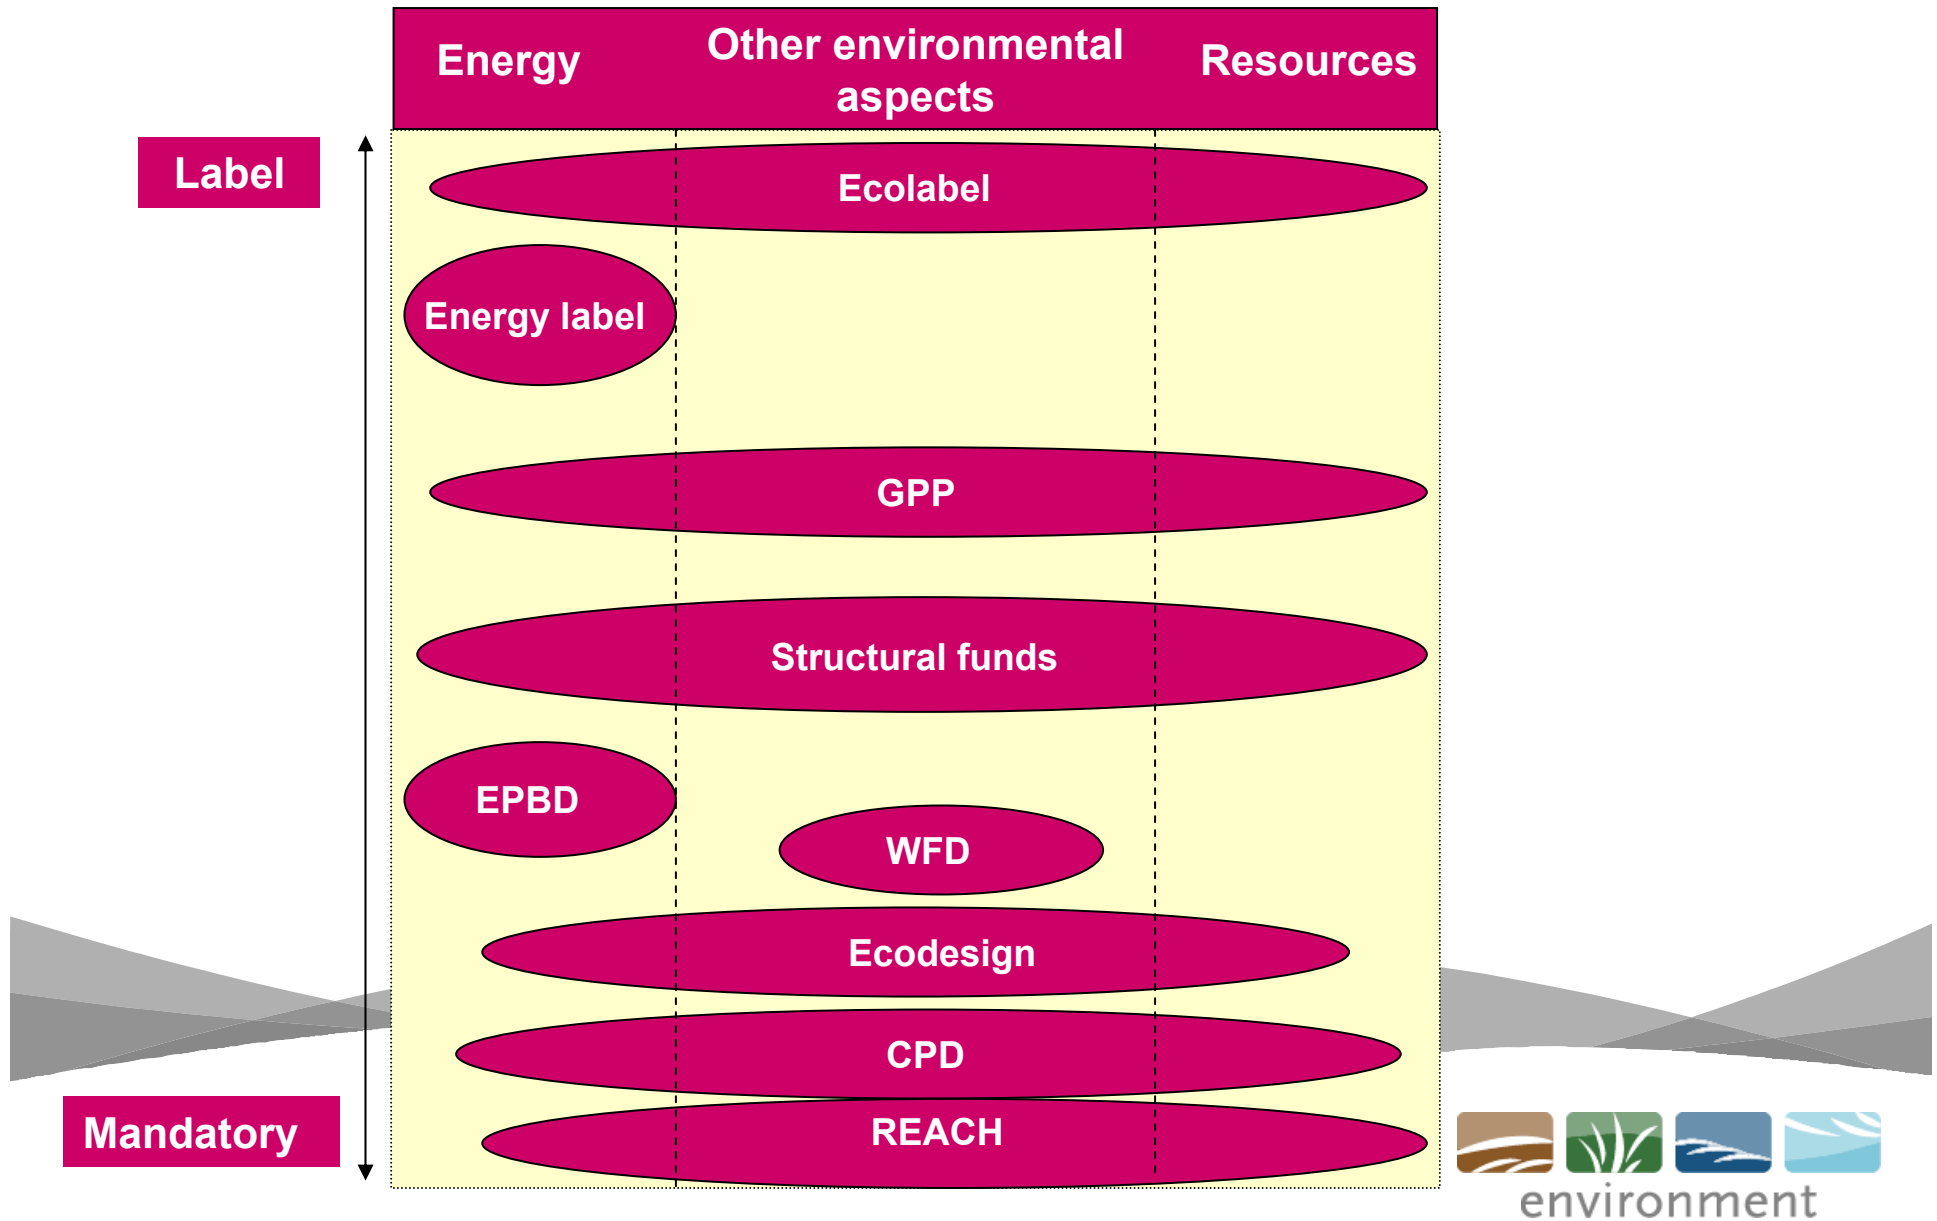 Energy
Other environmental
aspects
Resources
Label
Ecolabel
Energy label
GPP
Structural funds
EPBD
WFD
Ecodesign
CPD
Mandatory
REACH
environment